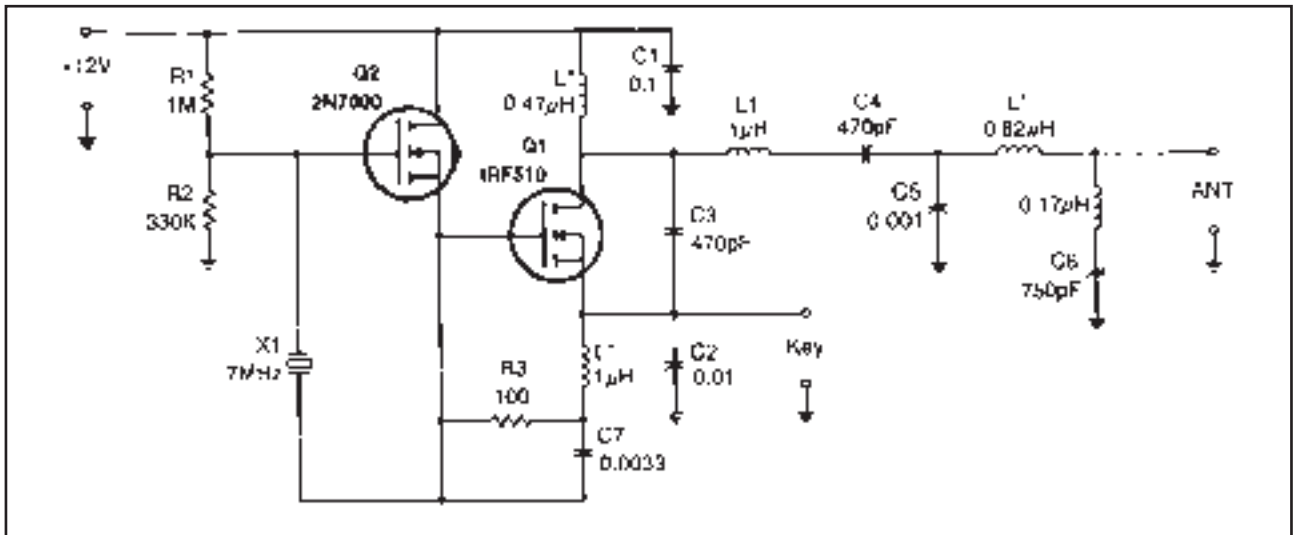 12V
R1
1M
R2
330K
X1
7MHz
Q2
2N7000
L*
0.47µH
Q1
IRF510
C1
0.1
L1
1µH
C4
470pF
L*
0.82µH
C3
470pF
C5
0.001
0.17µH
C6
750pF
ANT
Key
R3
100
1µH
C2
0.01
C7
0.0033